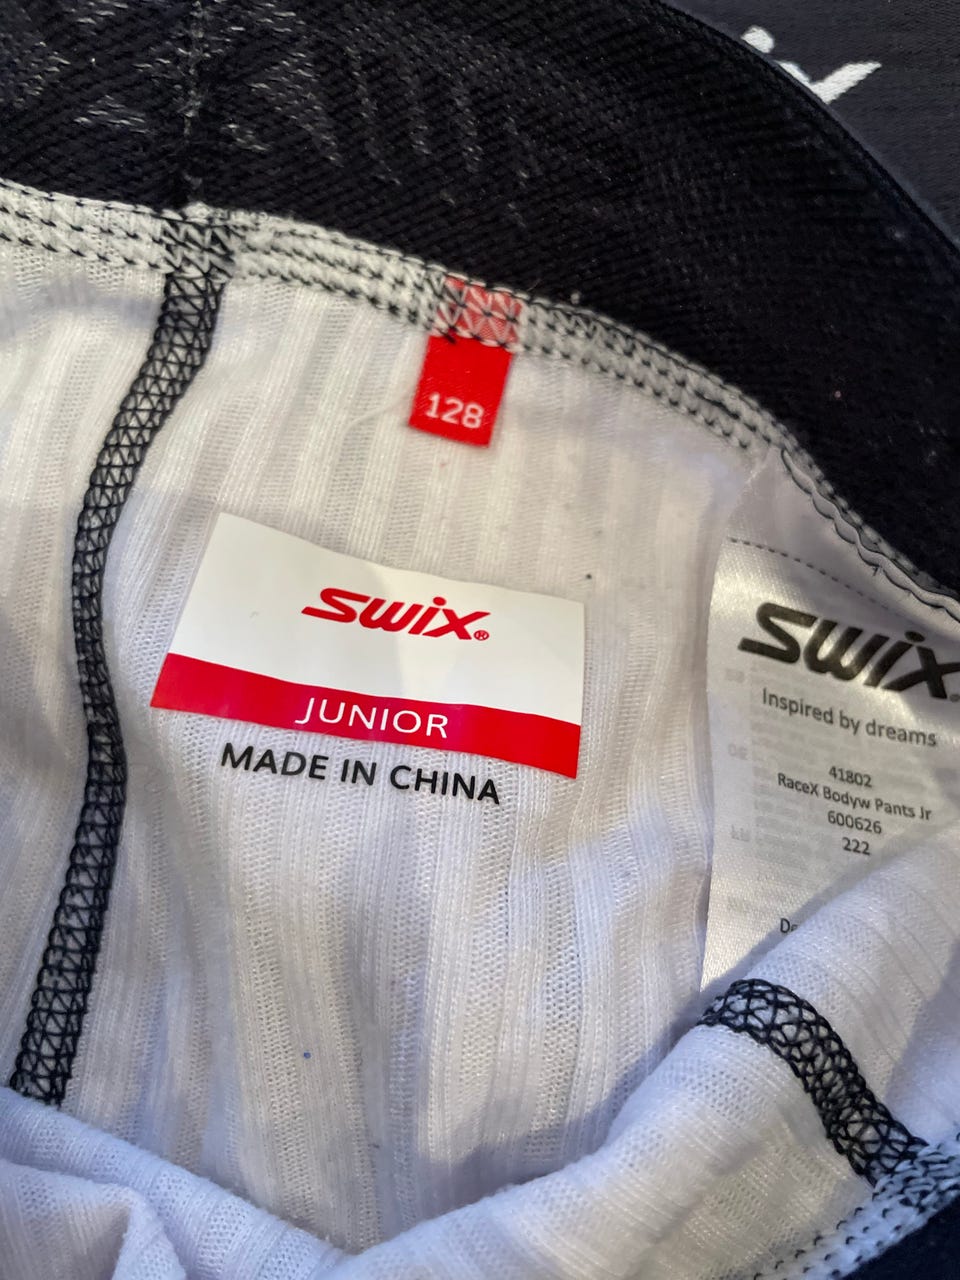 128
SWIX®
JUNIOR
MADE IN CHINA
SWIX
Inspired by dreams
41802
RaceX Bodyw Pants Jr
600626
222